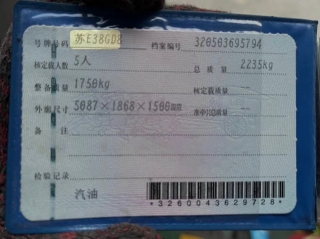 号牌号码 苏E38GD8 档案编号 320503695794
核定载人数 5人 总质量 2235kg
整备质量 1750kg 核定载质量 --
外廓尺寸 5087×1868×1500mm 准牵引总质量 --
备注
检验记录
汽油
*3260043629728*